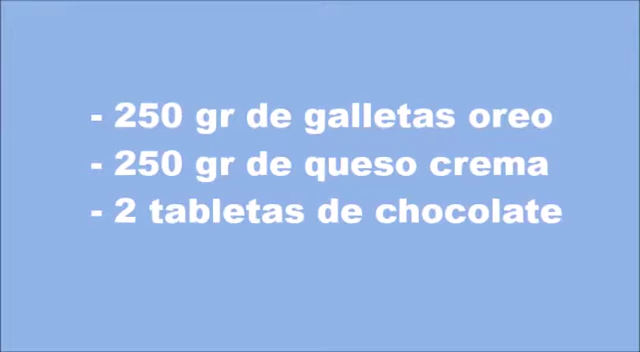 - 250 gr de galletas oreo
- 250 gr de queso crema
- 2 tabletas de chocolate